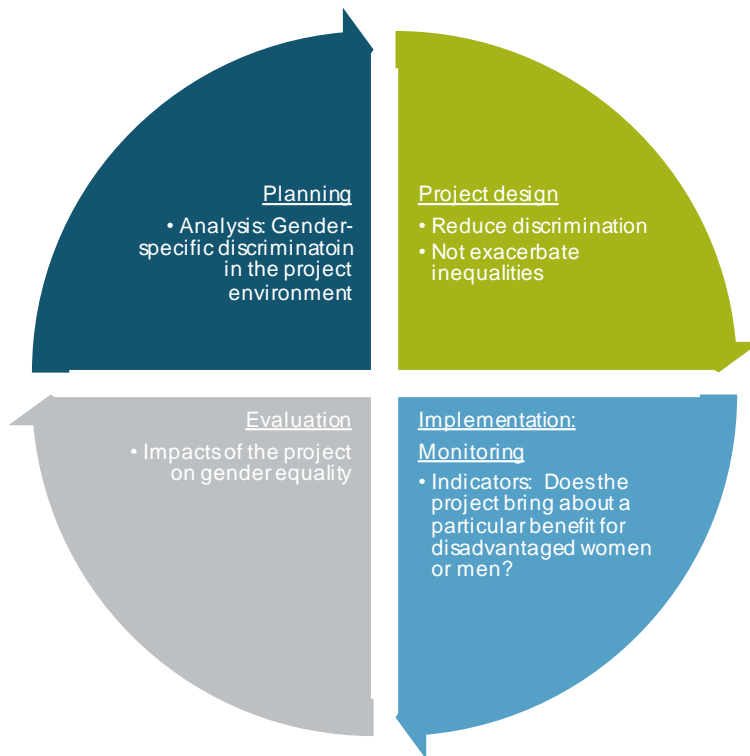 Planning
• Analysis: Gender-
specific discriminatoin
in the project
environment
Project design
• Reduce discrimination
• Not exacerbate
inequalities
Evaluation
• Impacts of the project
on gender equality
Implementation:
Monitoring
• Indicators: Does the
project bring about a
particular benefit for
disadvantaged women
or men?